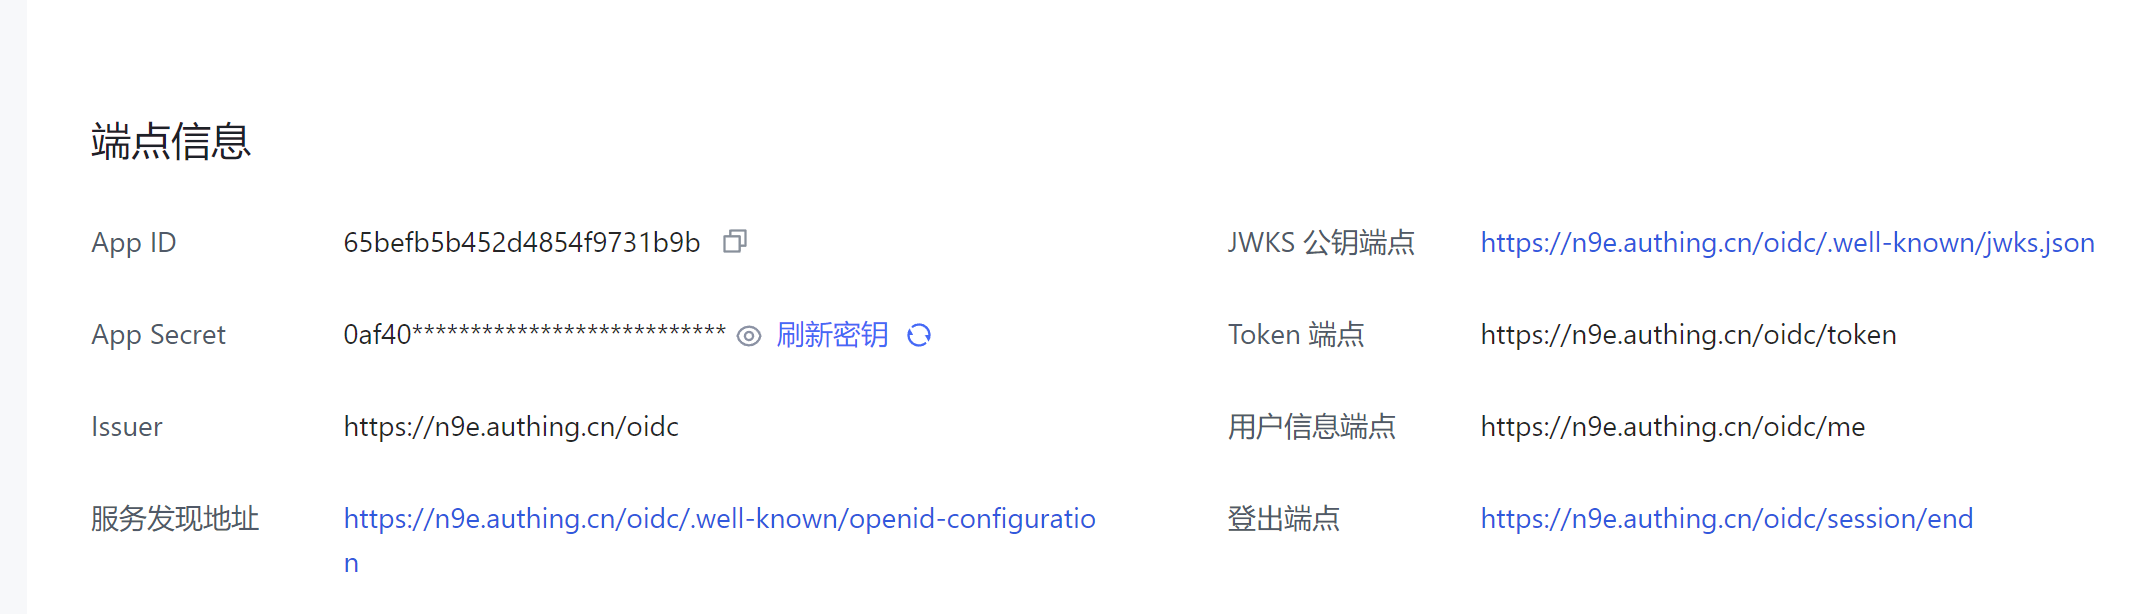 端点信息
App ID 65befb5b452d4854f9731b9b
JWKS 公钥端点 https://n9e.authing.cn/oidc/.well-known/jwks.json
App Secret 0af40*************************** 刷新密钥
Token 端点 https://n9e.authing.cn/oidc/token
Issuer https://n9e.authing.cn/oidc
用户信息端点 https://n9e.authing.cn/oidc/me
服务发现地址 https://n9e.authing.cn/oidc/.well-known/openid-configuratio
n
登出端点 https://n9e.authing.cn/oidc/session/end